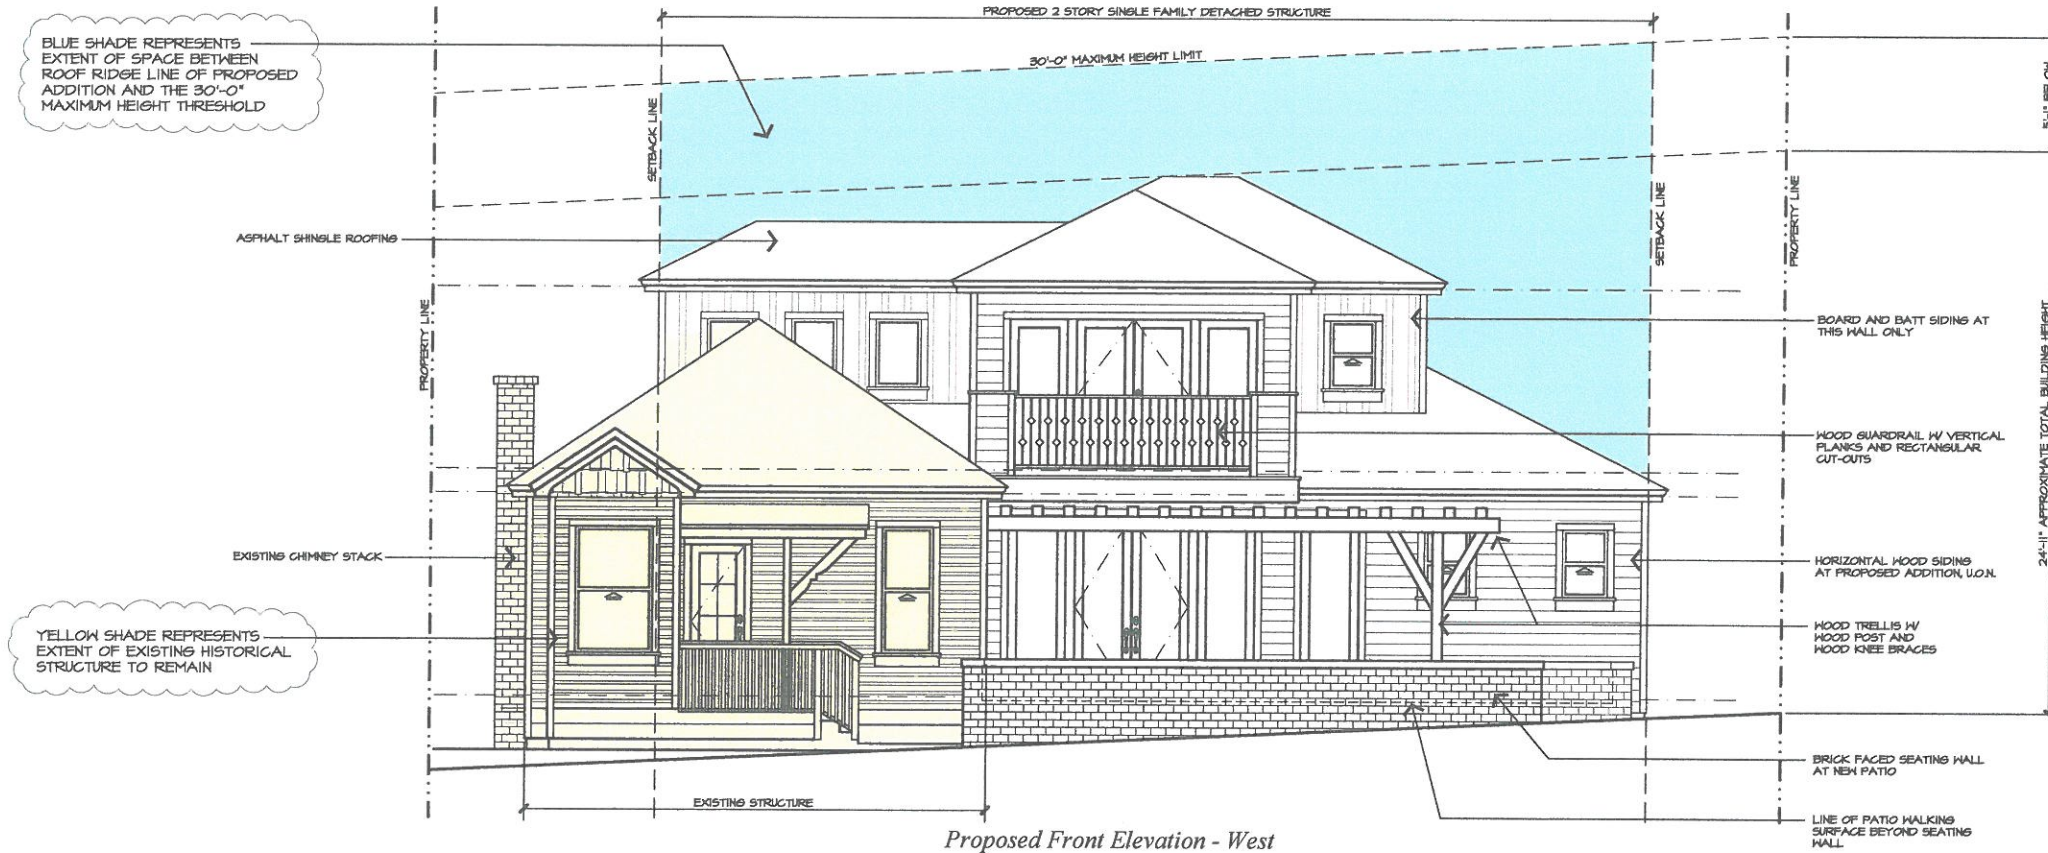 PROPOSED 2 STORY SINGLE FAMILY DETACHED STRUCTURE
BLUE SHADE REPRESENTS
EXTENT OF SPACE BETWEEN
ROOF RIDGE LINE OF PROPOSED
ADDITION AND THE 30'-0"
MAXIMUM HEIGHT THRESHOLD
30'-0" MAXIMUM HEIGHT LIMIT
SETBACK LINE
SETBACK LINE
PROPERTY LINE
PROPERTY LINE
ASPHALT SHINGLE ROOFING
BOARD AND BATT SIDING AT
THIS WALL ONLY
WOOD GUARDRAIL W/ VERTICAL
PLANKS AND RECTANGULAR
CUT-OUTS
24'-11" APPROXIMATE TOTAL BUILDING HEIGHT
EXISTING CHIMNEY STACK
HORIZONTAL WOOD SIDING
AT PROPOSED ADDITION, U.O.N.
YELLOW SHADE REPRESENTS
EXTENT OF EXISTING HISTORICAL
STRUCTURE TO REMAIN
WOOD TRELLIS W/
WOOD POST AND
WOOD KNEE BRACES
BRICK FACED SEATING WALL
AT NEW PATIO
EXISTING STRUCTURE
LINE OF PATIO WALKING
SURFACE BEYOND SEATING
WALL
Proposed Front Elevation - West